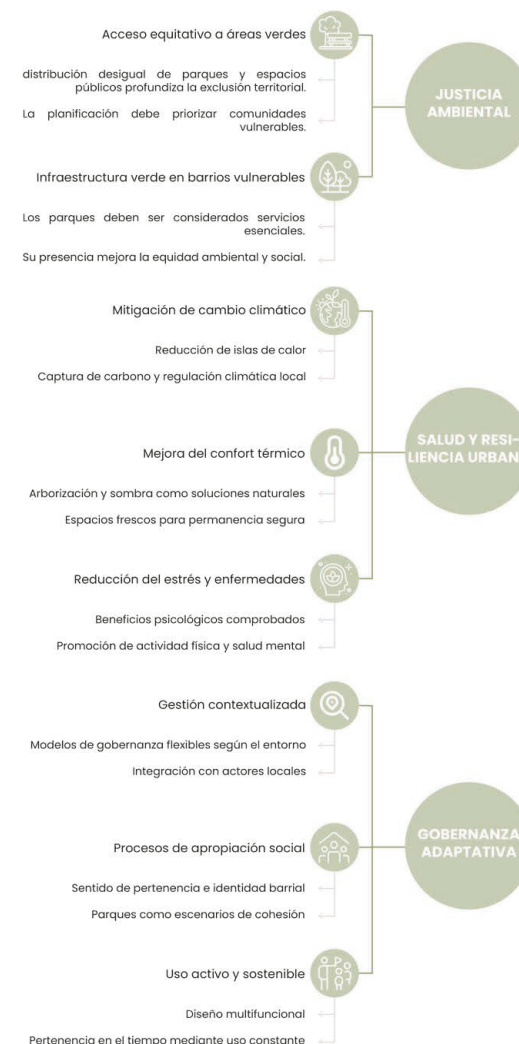 Acceso equitativo a áreas verdes
distribución desigual de parques y espacios
públicos profundiza la exclusión territorial.
La planificación debe priorizar comunidades
vulnerables.
JUSTICIA
AMBIENTAL
Infraestructura verde en barrios vulnerables
Los parques deben ser considerados servicios
esenciales.
Su presencia mejora la equidad ambiental y social.
Mitigación de cambio climático
Reducción de islas de calor
Captura de carbono y regulación climática local
Mejora del confort térmico
SALUD Y RESI-
LIENCIA URBAN
Arborización y sombra como soluciones naturales
Espacios frescos para permanencia segura
Reducción del estrés y enfermedades
Beneficios psicológicos comprobados
Promoción de actividad física y salud mental
Gestión contextualizada
Modelos de gobernanza flexibles según el entorno
Integración con actores locales
Procesos de apropiación social
GOBERNANZA
ADAPTATIVA
Sentido de pertenencia e identidad barrial
Parques como escenarios de cohesión
Uso activo y sostenible
Diseño multifuncional
Pertenencia en el tiempo mediante uso constante